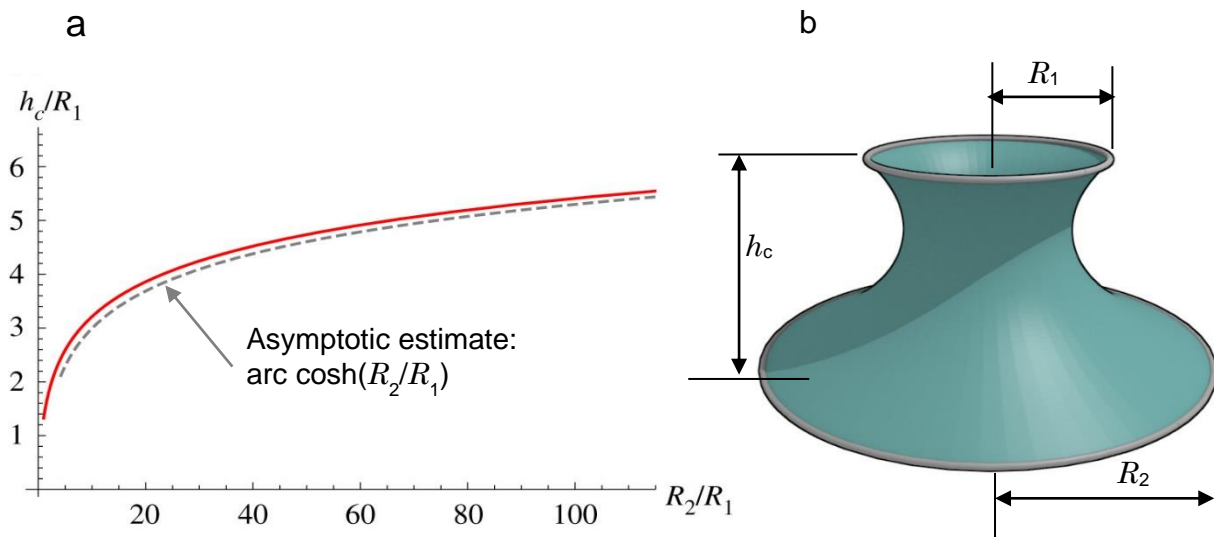 a
h_c/R_1
6
5
4
3
2
1
20
40
60
80
100
R_2/R_1
Asymptotic estimate:
arc cosh(R_2/R_1)
b
R_1
h_c
R_2